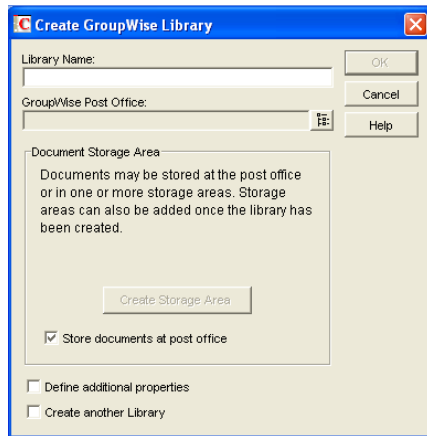 Create GroupWise Library
Library Name:
OK
Cancel
GroupWise Post Office:
Help
Document Storage Area
Documents may be stored at the post office
or in one or more storage areas. Storage
areas can also be added once the library has
been created.
Create Storage Area
Store documents at post office
Define additional properties
Create another Library